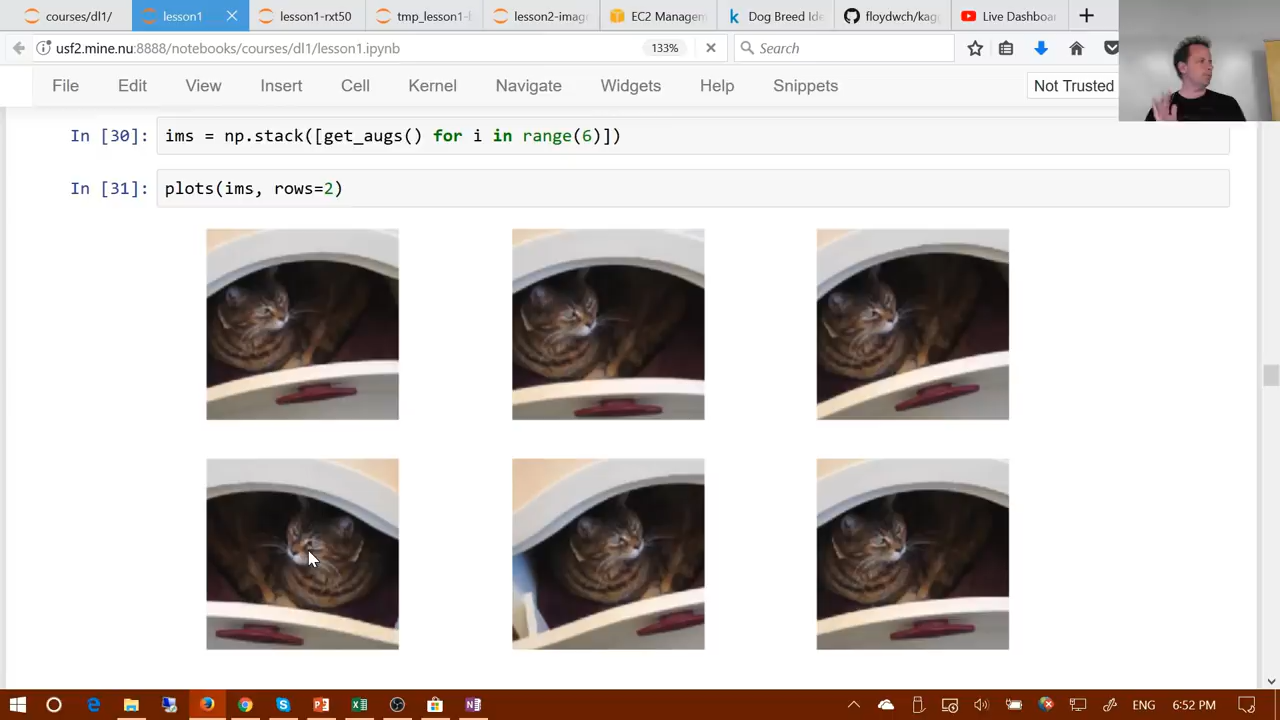 courses/dl1/ lesson1 lesson1-rxt50 tmp_lesson1- lesson2-imag EC2 Managem Dog Breed Id floydwch/kag Live Dashboa
usf2.mine.nu:8888/notebooks/courses/dl1/lesson1.ipynb 133% Search
File Edit View Insert Cell Kernel Navigate Widgets Help Snippets Not Trusted
In [30]: ims = np.stack([get_augs() for i in range(6)])
In [31]: plots(ims, rows=2)
ENG 6:52 PM